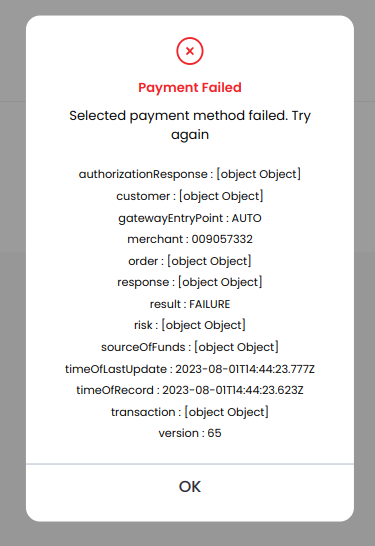 Payment Failed
Selected payment method failed. Try
again
authorizationResponse : [object Object]
customer : [object Object]
gatewayEntryPoint : AUTO
merchant : 009057332
order : [object Object]
response : [object Object]
result : FAILURE
risk : [object Object]
sourceOfFunds : [object Object]
timeOfLastUpdate : 2023-08-01T14:44:23.777Z
timeOfRecord : 2023-08-01T14:44:23.623Z
transaction : [object Object]
version : 65
OK